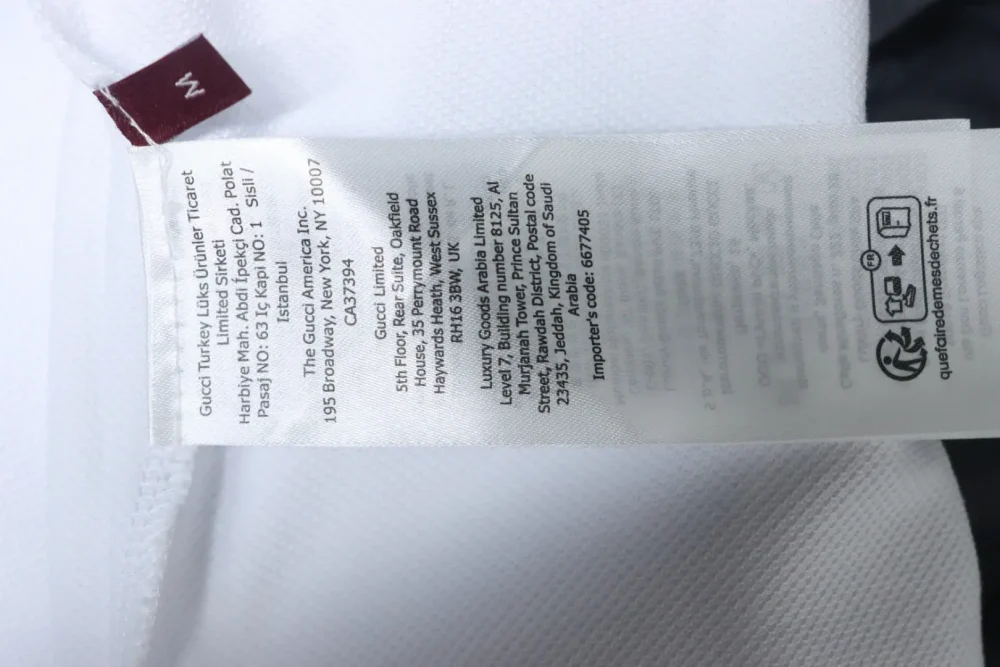 M
Gucci Turkey Lüks Ürünler Ticaret
Limited Sirketi
Harbiye Mah. Abdi İpekçi Cad. Polat
Pasaj NO: 63 Iç Kapi NO: 1 Sisli /
Istanbul
The Gucci America Inc.
195 Broadway, New York, NY 10007
CA37394
Gucci Limited
5th Floor, Rear Suite, Oakfield
House, 35 Perrymount Road
Haywards Heath, West Sussex
RH16 3BW, UK
Luxury Goods Arabia Limited
Level 7, Building number 8125, Al
Murjanah Tower, Prince Sultan
Street, Rawdah District, Postal code
23435, Jeddah, Kingdom of Saudi
Arabia
Importer's code: 6677405
FR
quefairedemesdechets.fr